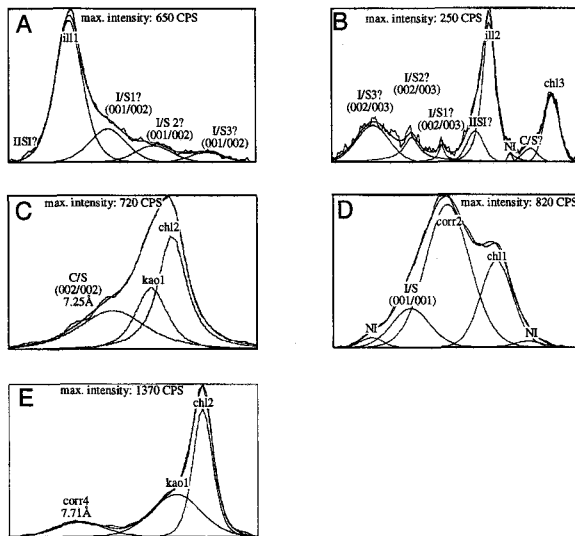 A
max. intensity: 650 CPS
ill1
IISI?
I/S1?
(001/002)
I/S 2?
(001/002)
I/S3?
(001/002)
B
max. intensity: 250 CPS
ill2
I/S3?
(002/003)
I/S2?
(002/003)
I/S1?
(002/003)
IISI?
NI
C/S?
chl3
C
max. intensity: 720 CPS
chl2
C/S
(002/002)
7.25Å
kao1
D
max. intensity: 820 CPS
corr2
chl1
I/S
(001/001)
NI
NI
E
max. intensity: 1370 CPS
chl2
kao1
corr4
7.71Å